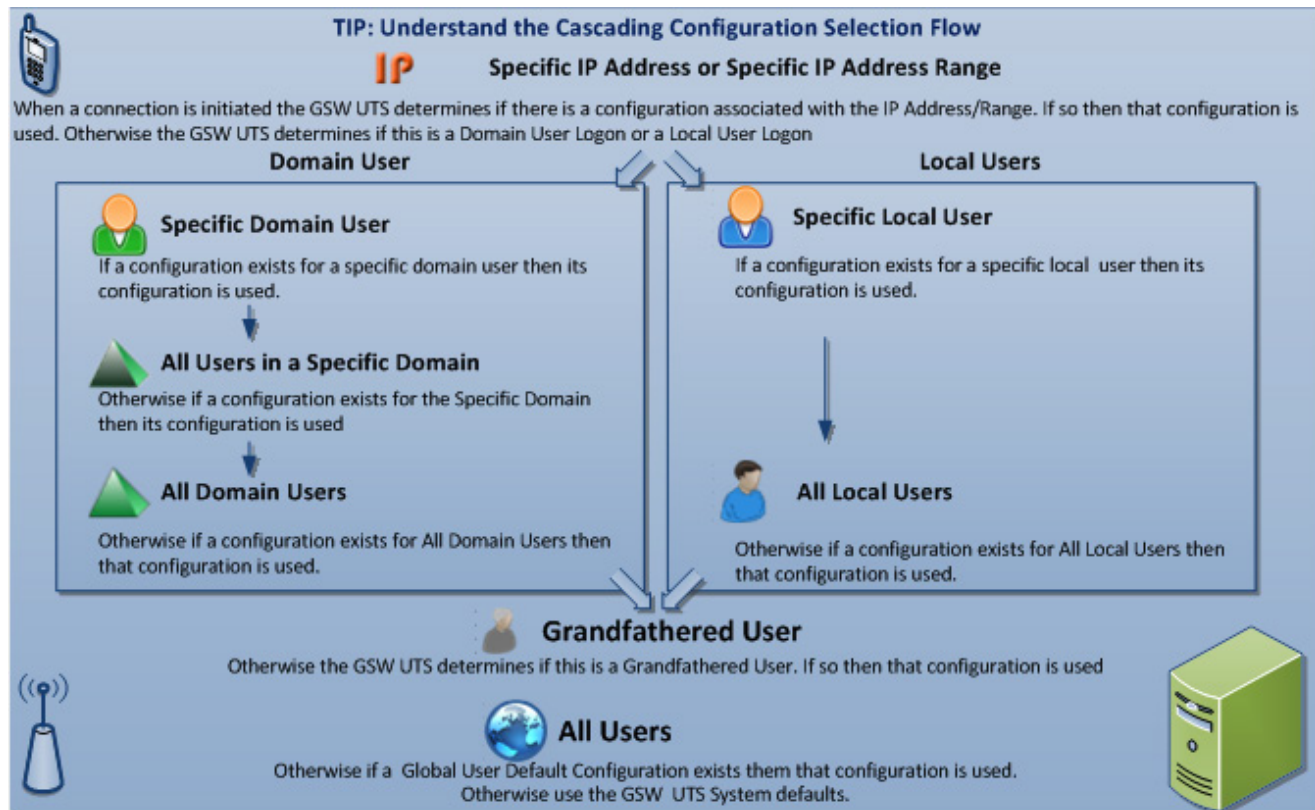 TIP: Understand the Cascading Configuration Selection Flow
IP Specific IP Address or Specific IP Address Range
When a connection is initiated the GSW UTS determines if there is a configuration associated with the IP Address/Range. If so then that configuration is
used. Otherwise the GSW UTS determines if this is a Domain User Logon or a Local User Logon
Domain User
Specific Domain User
If a configuration exists for a specific domain user then its
configuration is used.
All Users in a Specific Domain
Otherwise if a configuration exists for the Specific Domain
then its configuration is used
All Domain Users
Otherwise if a configuration exists for All Domain Users then
that configuration is used.
Local Users
Specific Local User
If a configuration exists for a specific local user then its
configuration is used.
All Local Users
Otherwise if a configuration exists for All Local Users then
that configuration is used.
Grandfathered User
Otherwise the GSW UTS determines if this is a Grandfathered User. If so then that configuration is used
All Users
Otherwise if a Global User Default Configuration exists them that configuration is used.
Otherwise use the GSW UTS System defaults.